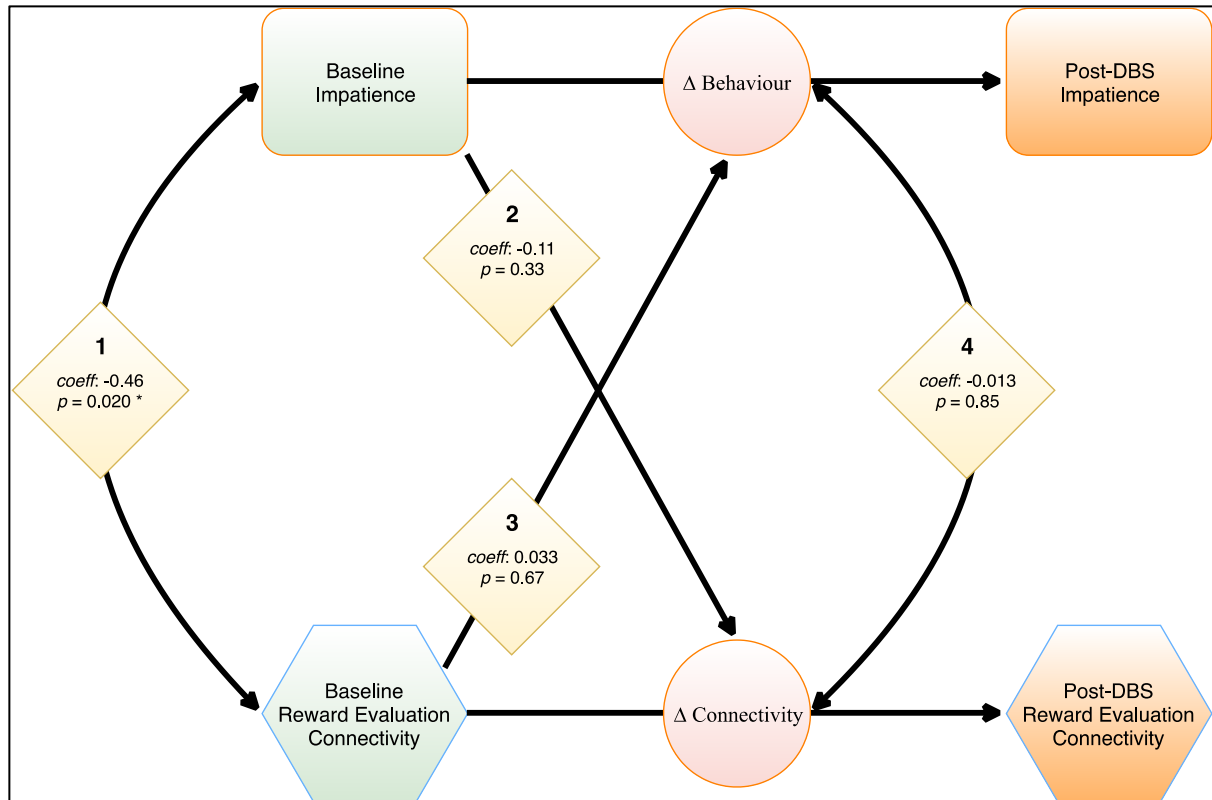 Baseline
Impatience
Δ Behaviour
Post-DBS
Impatience
2
coeff: -0.11
p = 0.33
1
coeff: -0.46
p = 0.020 *
4
coeff: -0.013
p = 0.85
3
coeff: 0.033
p = 0.67
Baseline
Reward Evaluation
Connectivity
Δ Connectivity
Post-DBS
Reward Evaluation
Connectivity